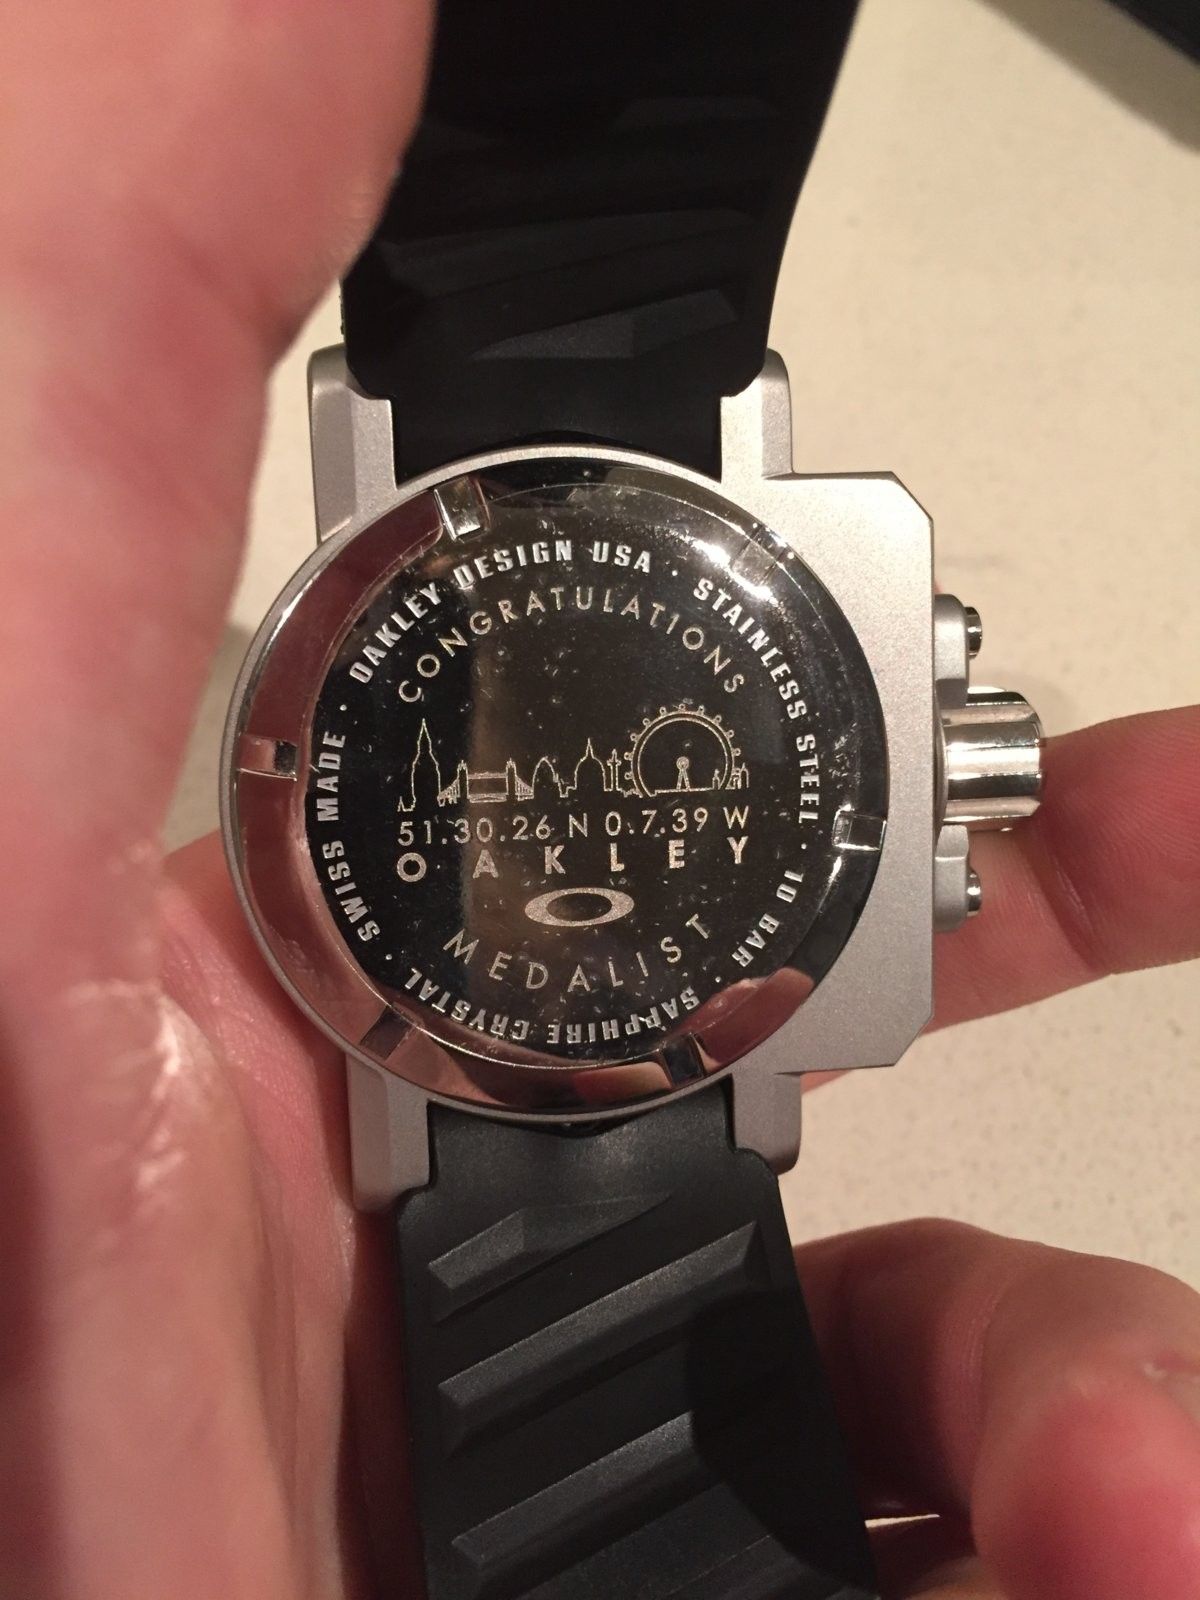 OAKLEY DESIGN USA · STAINLESS STEEL · 10 BAR · SAPPHIRE CRYSTAL · SWISS MADE ·
CONGRATULATIONS
51.30.26 N 0.7.39 W
OAKLEY
MEDALIST